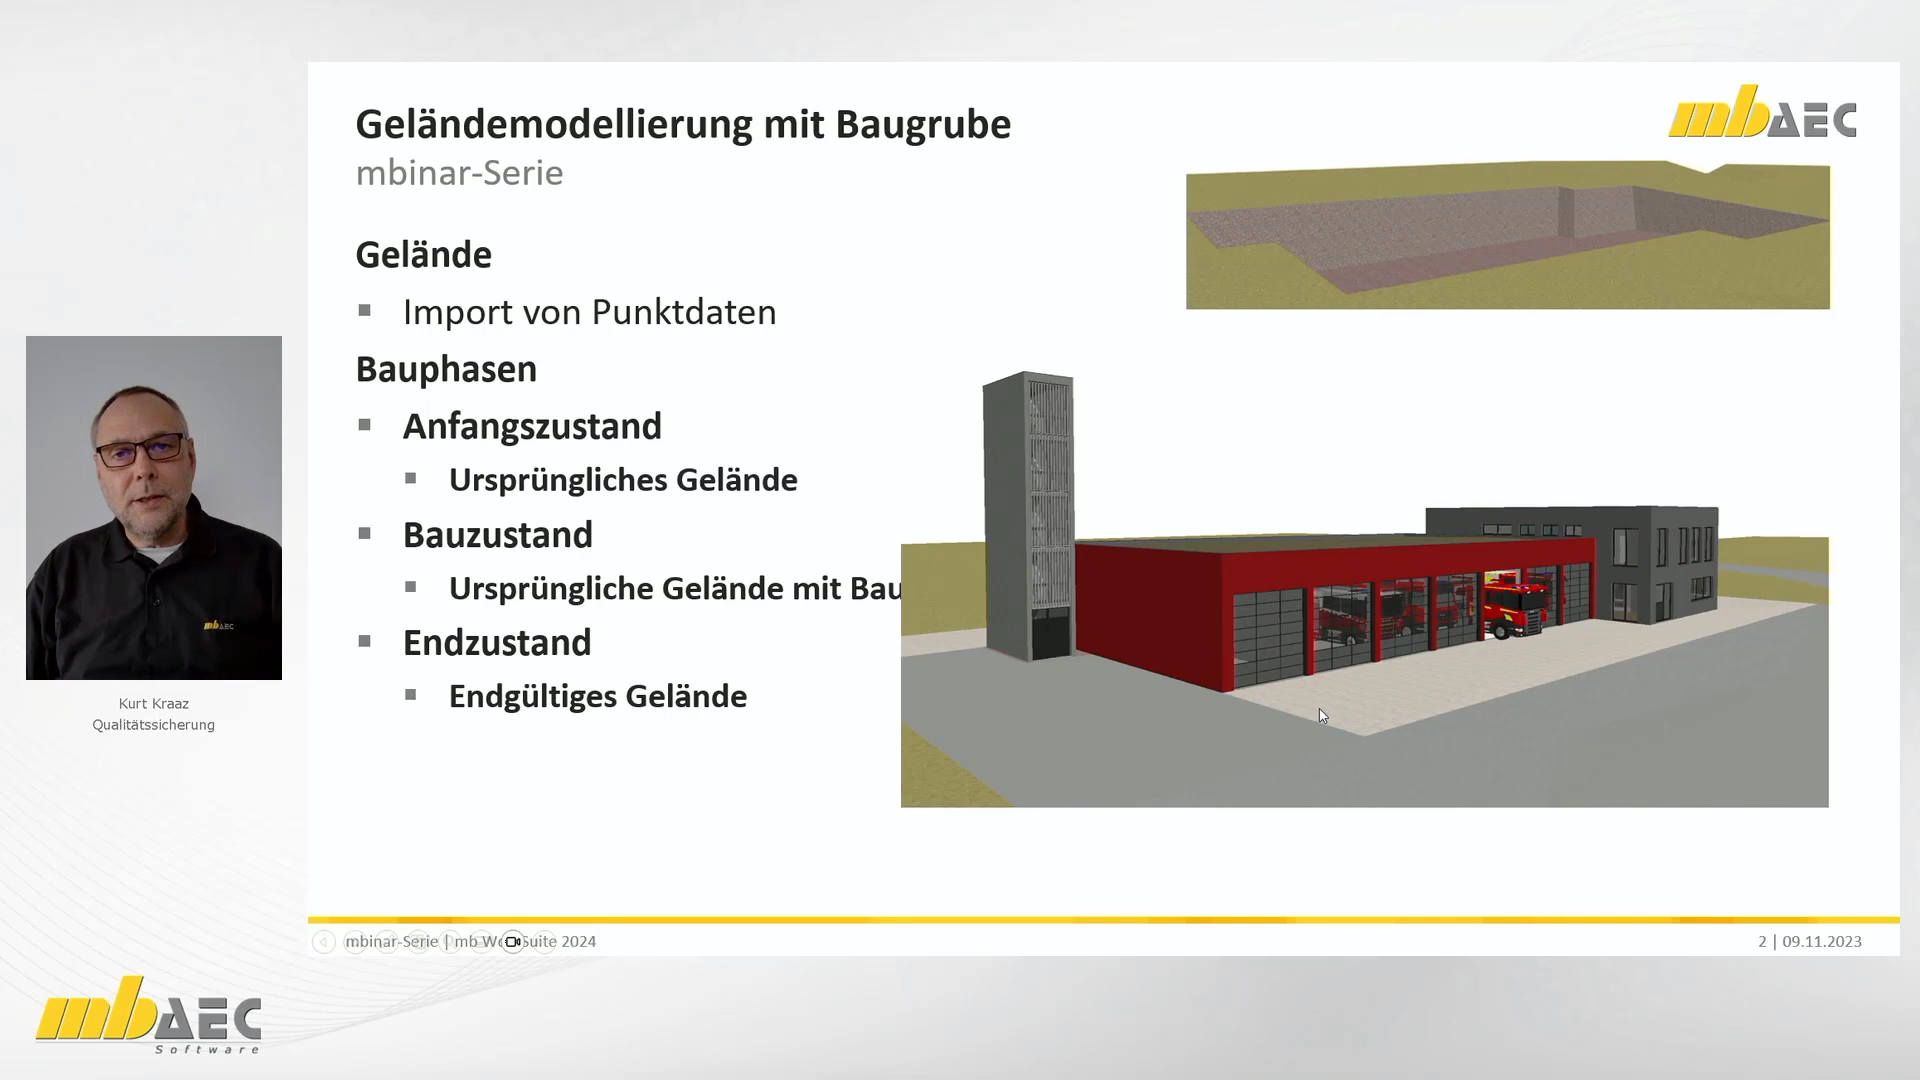 Geländemodellierung mit Baugrube
mbinar-Serie
mbAEC
Gelände
Import von Punktdaten
Bauphasen
Anfangszustand
Ursprüngliches Gelände
Bauzustand
Ursprüngliche Gelände mit Bau
Endzustand
Endgültiges Gelände
mbAEC
Kurt Kraaz
Qualitätssicherung
mbinar-Serie | mb Suite 2024
2 | 09.11.2023
mbAEC
Software